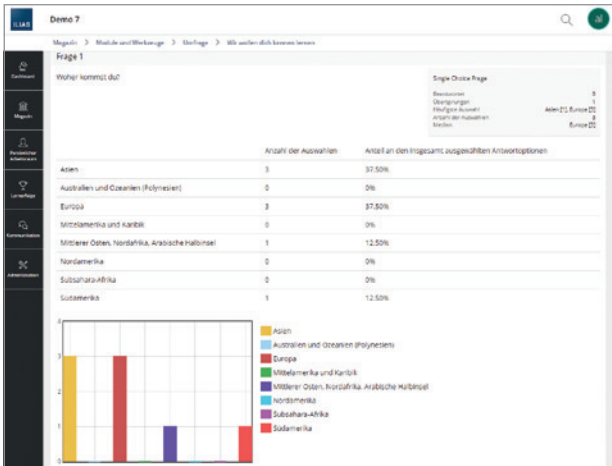 ILIAS
Demo 7
Magazin > Module und Werkzeuge > Umfrage > Wir wollen dich kennen lernen
Frage 1
Woher kommst du?
Single Choice Frage
Übersprungen 1
Häufigste Auswahl Asien [1], Europa [3]
Anzahl der Auswahlen 3
Median Europa [3]
Dashboard
Magazin
Persönlicher Arbeitsraum
Lernerfolge
Kommunikation
Administration
Anzahl der Auswahlen Anteil an den insgesamt ausgewählten Antwortoptionen
Asien 3 37.50%
Australien und Ozeanien (Polynesien) 0 0%
Europa 3 37.50%
Mittelamerika und Karibik 0 0%
Mittlerer Osten, Nordafrika, Arabische Halbinsel 1 12.50%
Nordamerika 0 0%
Subsahara-Afrika 0 0%
Südamerika 1 12.50%
4
3
2
1
0
Asien
Australien und Ozeanien (Polynesien)
Europa
Mittelamerika und Karibik
Mittlerer Osten, Nordafrika, Arabische Halbinsel
Nordamerika
Subsahara-Afrika
Südamerika